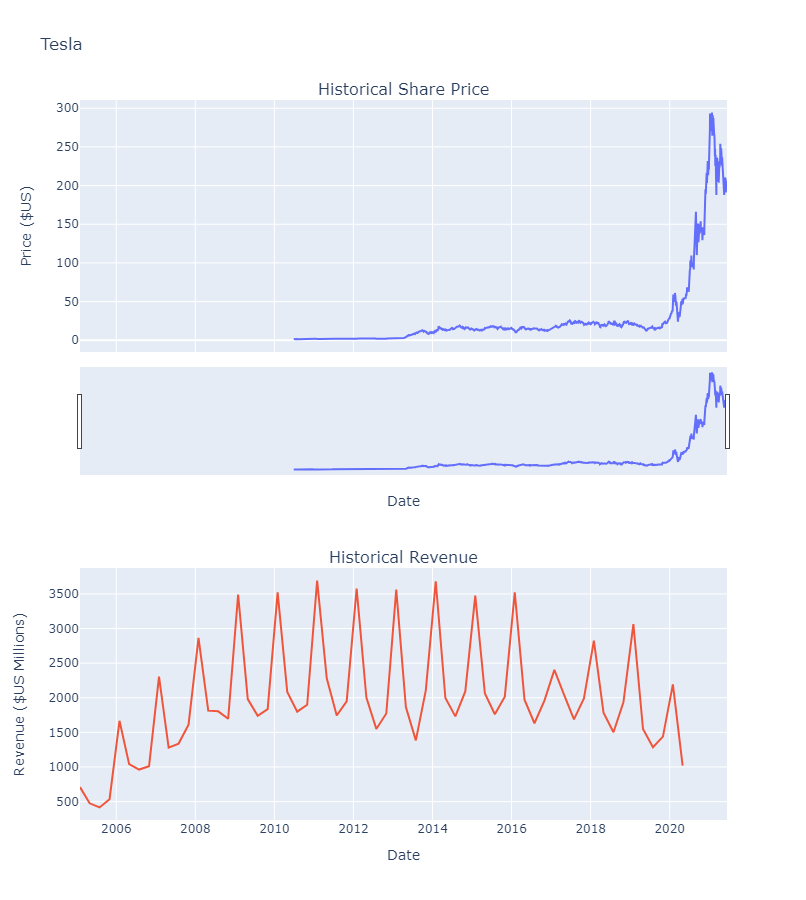 Tesla
Historical Share Price
300
250
200
150
100
50
0
Price ($US)
Date
Historical Revenue
3500
3000
2500
2000
1500
1000
500
Revenue ($US Millions)
2006 2008 2010 2012 2014 2016 2018 2020
Date